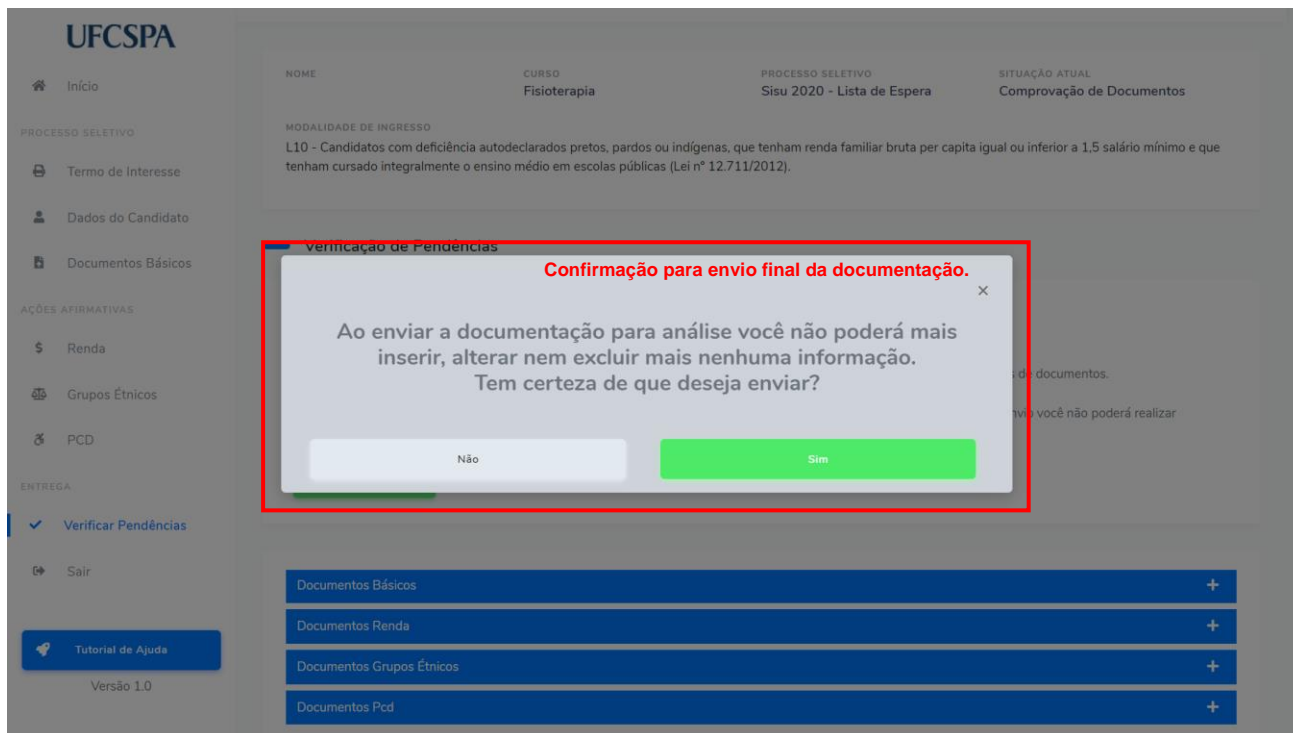 UFCSPA
Início
PROCESSO SELETIVO
Termo de Interesse
Dados do Candidato
Documentos Básicos
AÇÕES AFIRMATIVAS
Renda
Grupos Étnicos
PCD
ENTREGA
Verificar Pendências
Sair
Tutorial de Ajuda
Versão 1.0
NOME
CURSO
Fisioterapia
PROCESSO SELETIVO
Sisu 2020 - Lista de Espera
SITUAÇÃO ATUAL
Comprovação de Documentos
MODALIDADE DE INGRESSO
L10 - Candidatos com deficiência autodeclarados pretos, pardos ou indígenas, que tenham renda familiar bruta per capita igual ou inferior a 1,5 salário mínimo e que
tenham cursado integralmente o ensino médio em escolas públicas (Lei n° 12.711/2012).
Verificação de Pendências
Confirmação para envio final da documentação.
×
Ao enviar a documentação para análise você não poderá mais
inserir, alterar nem excluir mais nenhuma informação.
Tem certeza de que deseja enviar?
de documentos.
você não poderá realizar
Não
Sim
Documentos Básicos +
Documentos Renda +
Documentos Grupos Étnicos +
Documentos Pcd +